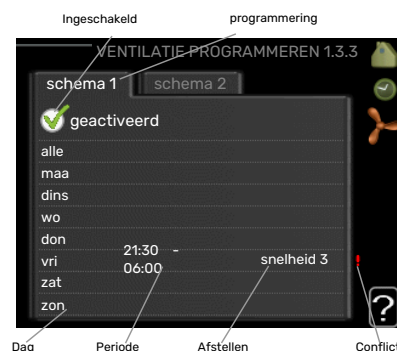 Ingeschakeld programmering
VENTILATIE PROGRAMMEREN 1.3.3
schema 1 schema 2
geactiveerd
alle
maa
dins
wo
don
vri 21:30 - 06:00 snelheid 3 !
zat
zon
?
Dag Periode Afstellen Conflict